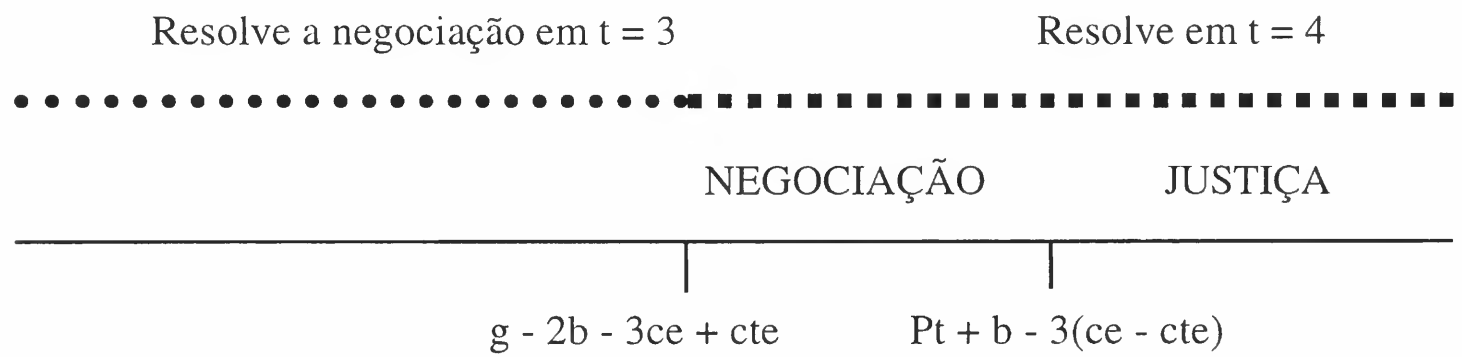 Resolve a negociação em t = 3 Resolve em t = 4
NEGOCIAÇÃO JUSTIÇA
g - 2b - 3ce + cte Pt + b - 3(ce - cte)